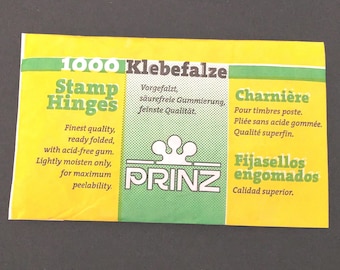 1000 Klebefalze
Stamp
Hinges
Finest quality,
ready folded,
with acid-free gum.
Lightly moisten only,
for maximum
peelability.
Vorgefalzt,
säurefreie Gummierung,
feinste Qualität.
PRINZ
Charnière
Pour timbres poste.
Pliée sans acide gommée.
Qualité superfin.
Fijasellos
engomados
Calidad superior.